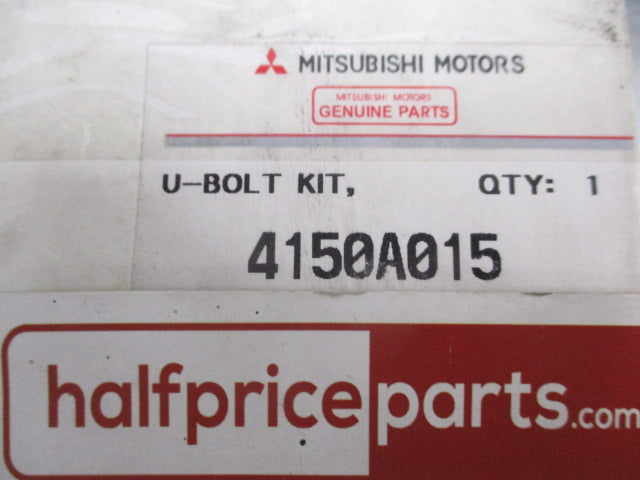 MITSUBISHI MOTORS
MITSUBISHI MOTORS
GENUINE PARTS
U-BOLT KIT, QTY: 1
4150A015
halfpriceparts.com